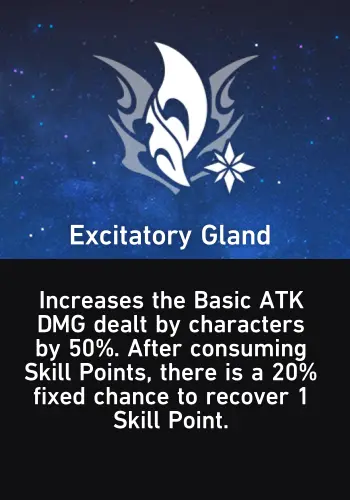 Excitatory Gland
Increases the Basic ATK
DMG dealt by characters
by 50%. After consuming
Skill Points, there is a 20%
fixed chance to recover 1
Skill Point.